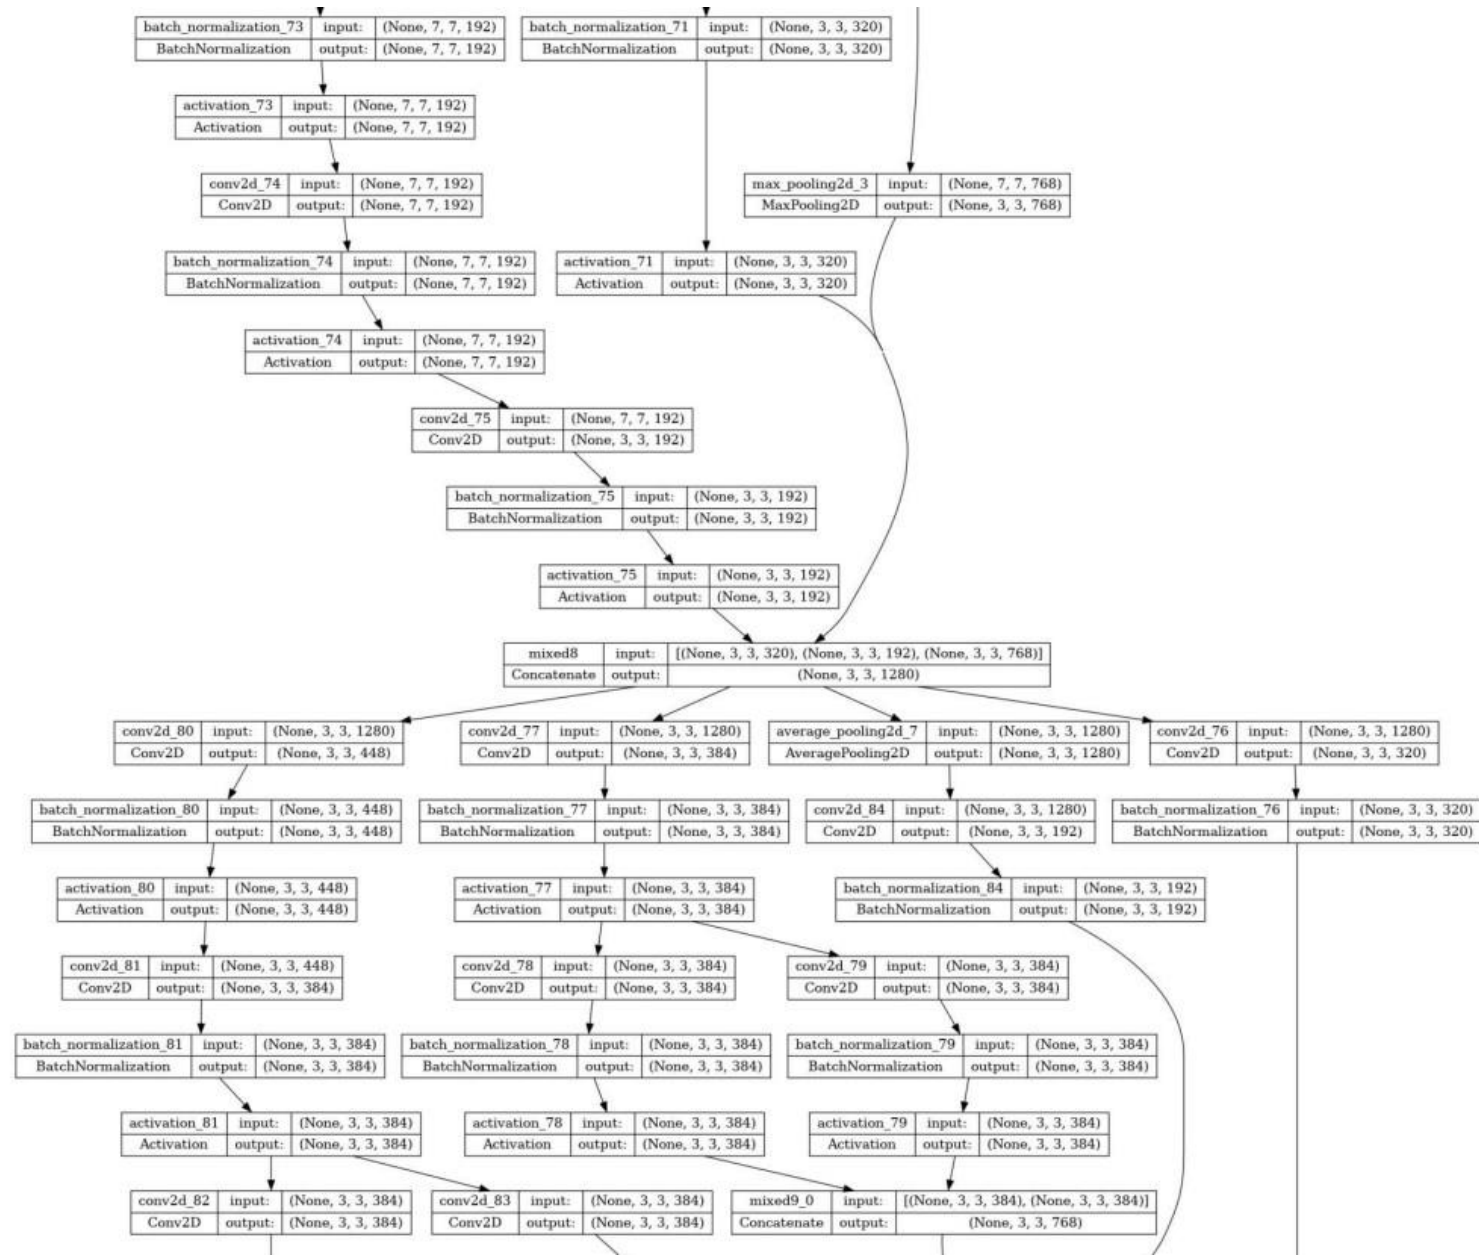 batch_normalization_73 input: (None, 7, 7, 192)
BatchNormalization output: (None, 7, 7, 192)
batch_normalization_71 input: (None, 3, 3, 320)
BatchNormalization output: (None, 3, 3, 320)
activation_73 input: (None, 7, 7, 192)
Activation output: (None, 7, 7, 192)
conv2d_74 input: (None, 7, 7, 192)
Conv2D output: (None, 7, 7, 192)
max_pooling2d_3 input: (None, 7, 7, 768)
MaxPooling2D output: (None, 3, 3, 768)
batch_normalization_74 input: (None, 7, 7, 192)
BatchNormalization output: (None, 7, 7, 192)
activation_71 input: (None, 3, 3, 320)
Activation output: (None, 3, 3, 320)
activation_74 input: (None, 7, 7, 192)
Activation output: (None, 7, 7, 192)
conv2d_75 input: (None, 7, 7, 192)
Conv2D output: (None, 3, 3, 192)
batch_normalization_75 input: (None, 3, 3, 192)
BatchNormalization output: (None, 3, 3, 192)
activation_75 input: (None, 3, 3, 192)
Activation output: (None, 3, 3, 192)
mixed8 input: [(None, 3, 3, 320), (None, 3, 3, 192), (None, 3, 3, 768)]
Concatenate output: (None, 3, 3, 1280)
conv2d_80 input: (None, 3, 3, 1280)
Conv2D output: (None, 3, 3, 448)
conv2d_77 input: (None, 3, 3, 1280)
Conv2D output: (None, 3, 3, 384)
average_pooling2d_7 input: (None, 3, 3, 1280)
AveragePooling2D output: (None, 3, 3, 1280)
conv2d_76 input: (None, 3, 3, 1280)
Conv2D output: (None, 3, 3, 320)
batch_normalization_80 input: (None, 3, 3, 448)
BatchNormalization output: (None, 3, 3, 448)
batch_normalization_77 input: (None, 3, 3, 384)
BatchNormalization output: (None, 3, 3, 384)
conv2d_84 input: (None, 3, 3, 1280)
Conv2D output: (None, 3, 3, 192)
batch_normalization_76 input: (None, 3, 3, 320)
BatchNormalization output: (None, 3, 3, 320)
activation_80 input: (None, 3, 3, 448)
Activation output: (None, 3, 3, 448)
activation_77 input: (None, 3, 3, 384)
Activation output: (None, 3, 3, 384)
batch_normalization_84 input: (None, 3, 3, 192)
BatchNormalization output: (None, 3, 3, 192)
conv2d_81 input: (None, 3, 3, 448)
Conv2D output: (None, 3, 3, 384)
conv2d_78 input: (None, 3, 3, 384)
Conv2D output: (None, 3, 3, 384)
conv2d_79 input: (None, 3, 3, 384)
Conv2D output: (None, 3, 3, 384)
batch_normalization_81 input: (None, 3, 3, 384)
BatchNormalization output: (None, 3, 3, 384)
batch_normalization_78 input: (None, 3, 3, 384)
BatchNormalization output: (None, 3, 3, 384)
batch_normalization_79 input: (None, 3, 3, 384)
BatchNormalization output: (None, 3, 3, 384)
activation_81 input: (None, 3, 3, 384)
Activation output: (None, 3, 3, 384)
activation_78 input: (None, 3, 3, 384)
Activation output: (None, 3, 3, 384)
activation_79 input: (None, 3, 3, 384)
Activation output: (None, 3, 3, 384)
conv2d_82 input: (None, 3, 3, 384)
Conv2D output: (None, 3, 3, 384)
conv2d_83 input: (None, 3, 3, 384)
Conv2D output: (None, 3, 3, 384)
mixed9_0 input: [(None, 3, 3, 384), (None, 3, 3, 384)]
Concatenate output: (None, 3, 3, 768)